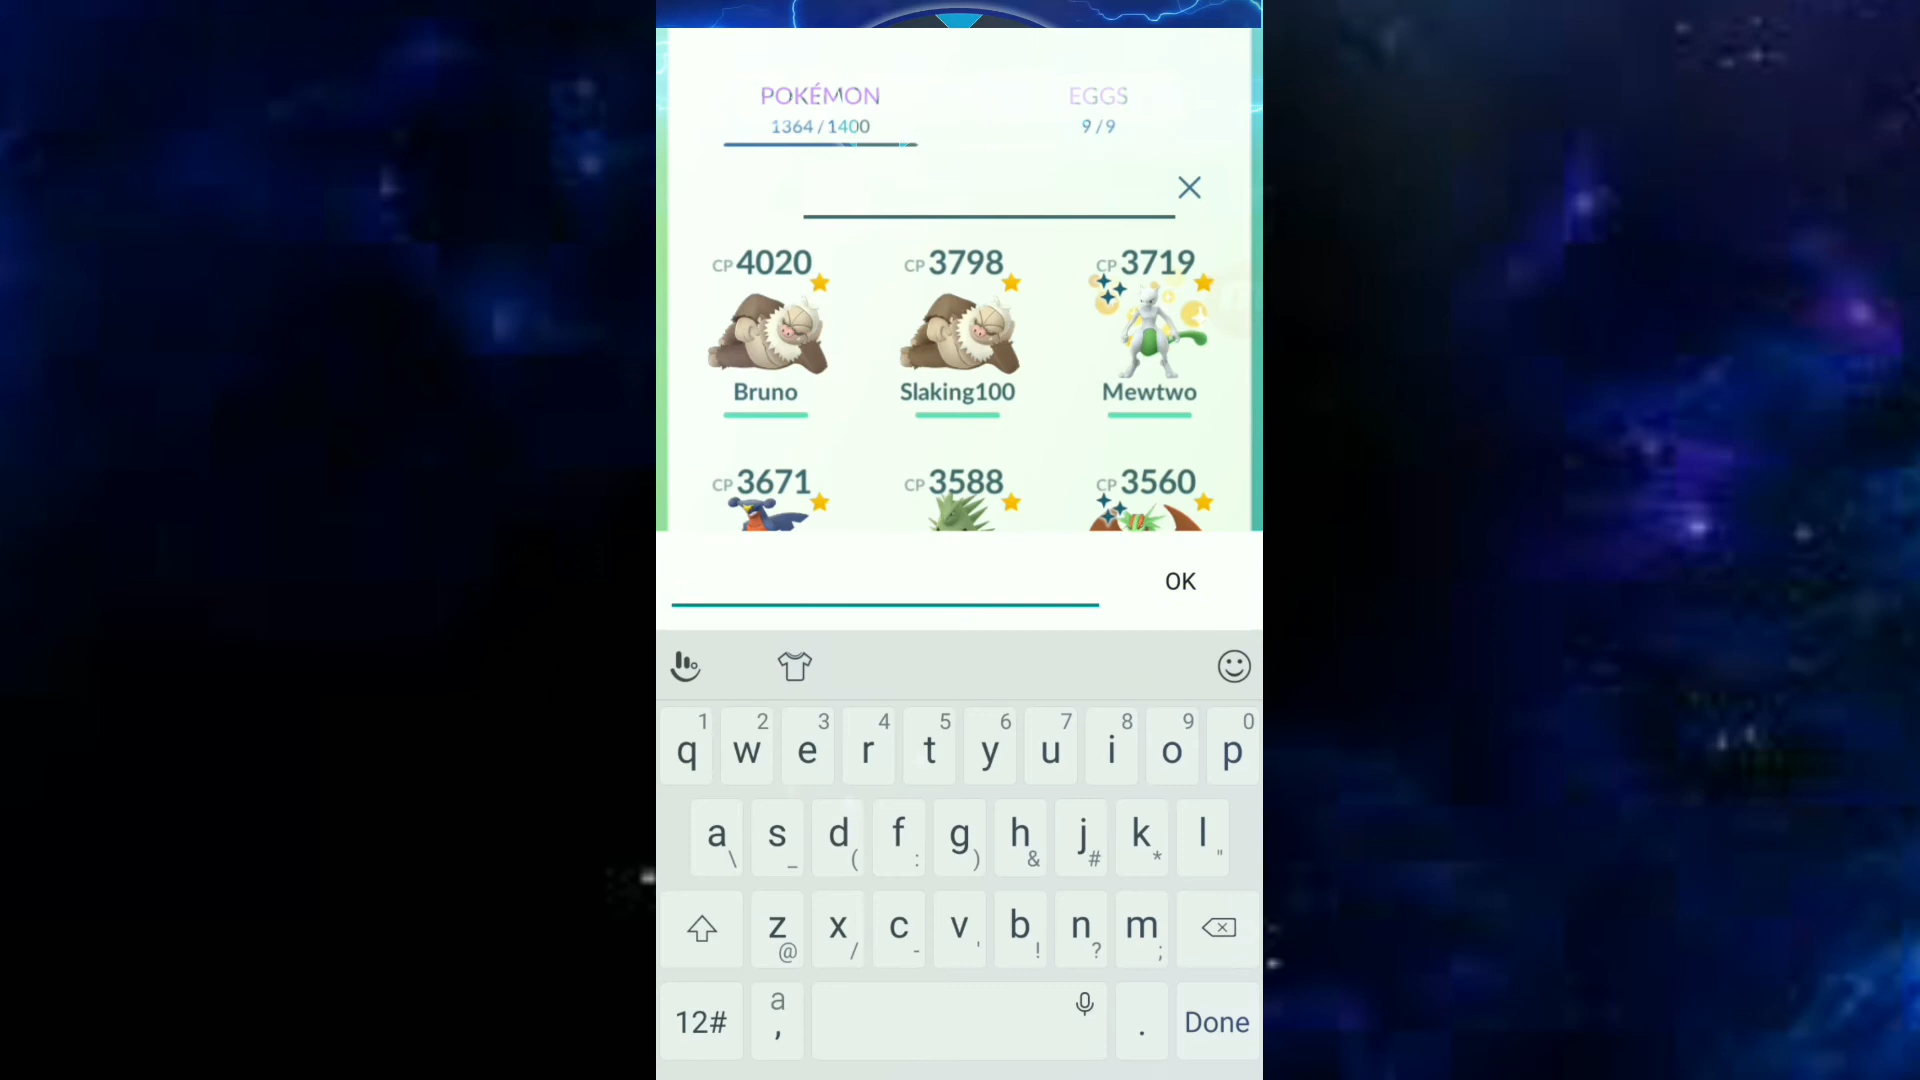 POKÉMON EGGS
1364 / 1400 9 / 9
CP 4020 CP 3798 CP 3719
Bruno Slaking100 Mewtwo
CP 3671 CP 3588 CP 3560
OK
1 2 3 4 5 6 7 8 9 0
q w e r t y u i o p
a s d f g h j k l
\ _ ( : ) & # * "
z x c v b n m
@ / - ' ! ? ;
12# a , . Done